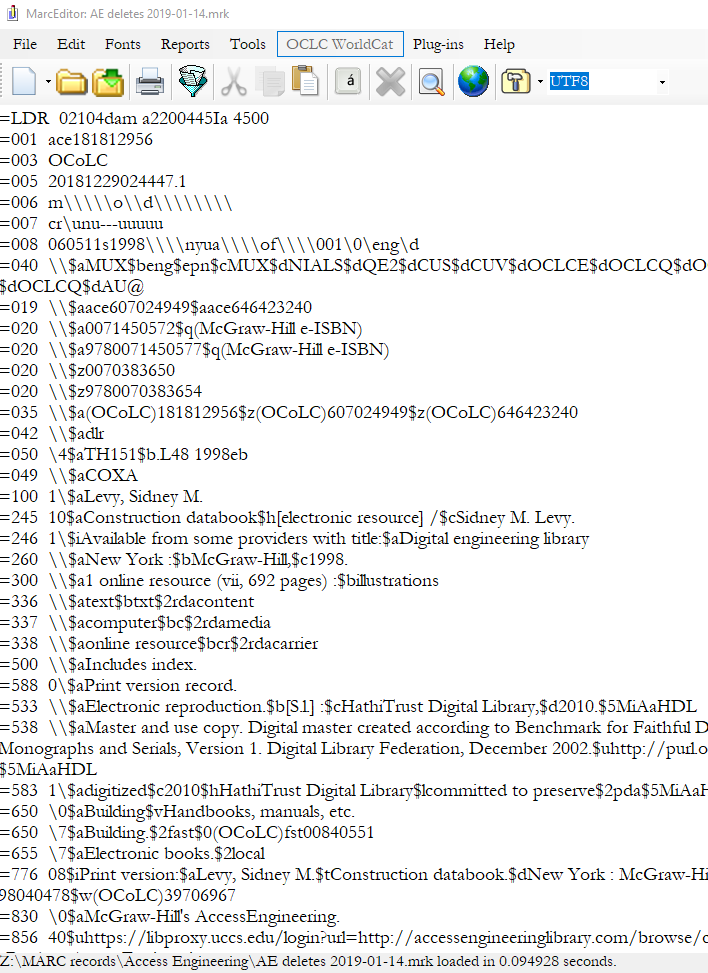 MarcEditor: AE deletes 2019-01-14.mrk
File Edit Fonts Reports Tools OCLC WorldCat Plug-ins Help
á UTF8
=LDR  02104dam a2200445Ia 4500
=001  ace181812956
=003  OCoLC
=005  20181229024447.1
=006  m\\\\\o\\d\\\\\\\\
=007  cr\unu---uuuuu
=008  060511s1998\\\\nyua\\\\of\\\\001\0\eng\d
=040  \\$aMUX$beng$epn$cMUX$dNIALS$dQE2$dCUS$dCUV$dOCLCE$dOCLCQ$dO
$dOCLCQ$dAU@
=019  \\$aace607024949$aace646423240
=020  \\$a0071450572$q(McGraw-Hill e-ISBN)
=020  \\$a9780071450577$q(McGraw-Hill e-ISBN)
=020  \\$z0070383650
=020  \\$z9780070383654
=035  \\$a(OCoLC)181812956$z(OCoLC)607024949$z(OCoLC)646423240
=042  \\$adlr
=050  \4$aTH151$b.L48 1998eb
=049  \\$aCOXA
=100  1\$aLevy, Sidney M.
=245  10$aConstruction databook$h[electronic resource] /$cSidney M. Levy.
=246  1\$iAvailable from some providers with title:$aDigital engineering library
=260  \\$aNew York :$bMcGraw-Hill,$c1998.
=300  \\$a1 online resource (vii, 692 pages) :$billustrations
=336  \\$atext$btxt$2rdacontent
=337  \\$acomputer$bc$2rdamedia
=338  \\$aonline resource$bcr$2rdacarrier
=500  \\$aIncludes index.
=588  0\$aPrint version record.
=533  \\$aElectronic reproduction.$b[S.l.] :$cHathiTrust Digital Library,$d2010.$5MiAaHDL
=538  \\$aMaster and use copy. Digital master created according to Benchmark for Faithful D
Monographs and Serials, Version 1. Digital Library Federation, December 2002.$uhttp://purl.o
$5MiAaHDL
=583  1\$adigitized$c2010$hHathiTrust Digital Library$lcommitted to preserve$2pda$5MiAaH
=650  \0$aBuilding$vHandbooks, manuals, etc.
=650  \7$aBuilding.$2fast$0(OCoLC)fst00840551
=655  \7$aElectronic books.$2local
=776  08$iPrint version:$aLevy, Sidney M.$tConstruction databook.$dNew York : McGraw-Hi
98040478$w(OCoLC)39706967
=830  \0$aMcGraw-Hill's AccessEngineering.
=856  40$uhttps://libproxy.uccs.edu/login?url=http://accessengineeringlibrary.com/browse/c
Z:\MARC records\Access Engineering\AE deletes 2019-01-14.mrk loaded in 0.094928 seconds.